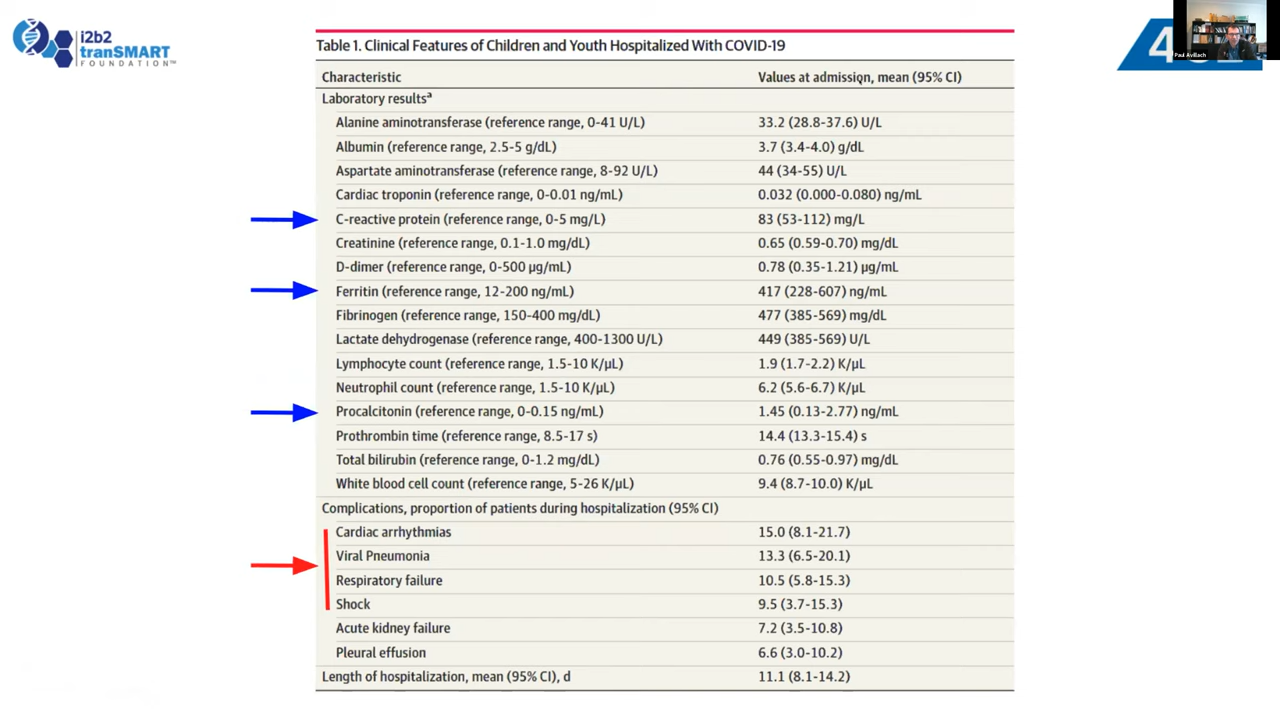 i2b2
tranSMART
FOUNDATION™
4
Paul Avillach
Table 1. Clinical Features of Children and Youth Hospitalized With COVID-19
Characteristic Values at admission, mean (95% CI)
Laboratory resultsª
Alanine aminotransferase (reference range, 0-41 U/L) 33.2 (28.8-37.6) U/L
Albumin (reference range, 2.5-5 g/dL) 3.7 (3.4-4.0) g/dL
Aspartate aminotransferase (reference range, 8-92 U/L) 44 (34-55) U/L
Cardiac troponin (reference range, 0-0.01 ng/mL) 0.032 (0.000-0.080) ng/mL
C-reactive protein (reference range, 0-5 mg/L) 83 (53-112) mg/L
Creatinine (reference range, 0.1-1.0 mg/dL) 0.65 (0.59-0.70) mg/dL
D-dimer (reference range, 0-500 µg/mL) 0.78 (0.35-1.21) µg/mL
Ferritin (reference range, 12-200 ng/mL) 417 (228-607) ng/mL
Fibrinogen (reference range, 150-400 mg/dL) 477 (385-569) mg/dL
Lactate dehydrogenase (reference range, 400-1300 U/L) 449 (385-569) U/L
Lymphocyte count (reference range, 1.5-10 K/µL) 1.9 (1.7-2.2) K/µL
Neutrophil count (reference range, 1.5-10 K/µL) 6.2 (5.6-6.7) K/µL
Procalcitonin (reference range, 0-0.15 ng/mL) 1.45 (0.13-2.77) ng/mL
Prothrombin time (reference range, 8.5-17 s) 14.4 (13.3-15.4) s
Total bilirubin (reference range, 0-1.2 mg/dL) 0.76 (0.55-0.97) mg/dL
White blood cell count (reference range, 5-26 K/µL) 9.4 (8.7-10.0) K/µL
Complications, proportion of patients during hospitalization (95% CI)
Cardiac arrhythmias 15.0 (8.1-21.7)
Viral Pneumonia 13.3 (6.5-20.1)
Respiratory failure 10.5 (5.8-15.3)
Shock 9.5 (3.7-15.3)
Acute kidney failure 7.2 (3.5-10.8)
Pleural effusion 6.6 (3.0-10.2)
Length of hospitalization, mean (95% CI), d 11.1 (8.1-14.2)